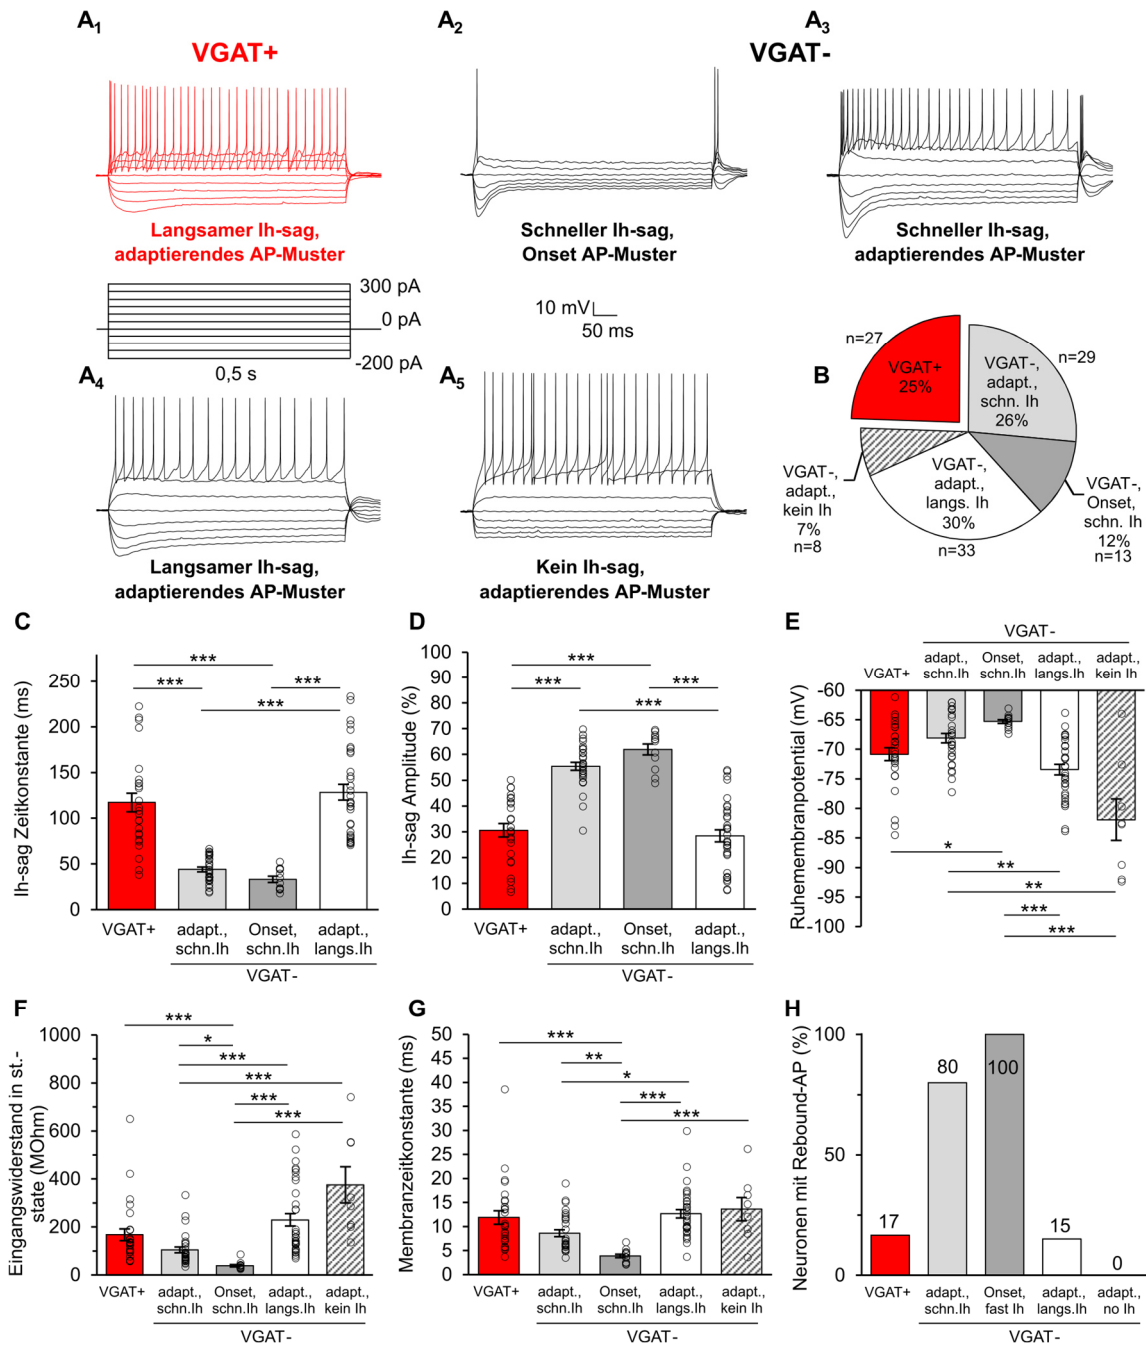 A1
A2
A3
VGAT+
VGAT-
Langsamer Ih-sag,
adaptierendes AP-Muster
Schneller Ih-sag,
Onset AP-Muster
Schneller Ih-sag,
adaptierendes AP-Muster
300 pA
0 pA
-200 pA
0,5 s
10 mV
50 ms
A4
A5
Langsamer Ih-sag,
adaptierendes AP-Muster
Kein Ih-sag,
adaptierendes AP-Muster
B
n=27
VGAT+
25%
VGAT-,
adapt.,
schn. Ih
26%
n=29
VGAT-,
Onset,
schn. Ih
12%
n=13
VGAT-,
adapt.,
langs. Ih
30%
n=33
VGAT-,
adapt.,
kein Ih
7%
n=8
C
Ih-sag Zeitkonstante (ms)
250
200
150
100
50
0
***
***
***
***
VGAT+
adapt.,
schn.Ih
Onset,
schn.Ih
adapt.,
langs.Ih
VGAT-
D
Ih-sag Amplitude (%)
100
90
80
70
60
50
40
30
20
10
0
***
***
***
***
VGAT+
adapt.,
schn.Ih
Onset,
schn.Ih
adapt.,
langs.Ih
VGAT-
E
VGAT-
VGAT+
adapt.,
schn.Ih
Onset,
schn.Ih
adapt.,
langs.Ih
adapt.,
kein Ih
Ruhemembranpotential (mV)
-60
-65
-70
-75
-80
-85
-90
-95
-100
*
**
**
***
***
F
Eingangswiderstand in st.-
state (MOhm)
1000
800
600
400
200
0
***
*
***
***
***
***
VGAT+
adapt.,
schn.Ih
Onset,
schn.Ih
adapt.,
langs.Ih
adapt.,
kein Ih
VGAT-
G
Membranzeitkonstante (ms)
50
45
40
35
30
25
20
15
10
5
0
***
**
*
***
***
VGAT+
adapt.,
schn.Ih
Onset,
schn.Ih
adapt.,
langs.Ih
adapt.,
kein Ih
VGAT-
H
Neuronen mit Rebound-AP (%)
100
50
0
17
80
100
15
0
VGAT+
adapt.,
schn.Ih
Onset,
fast Ih
adapt.,
langs.Ih
adapt.,
no Ih
VGAT-